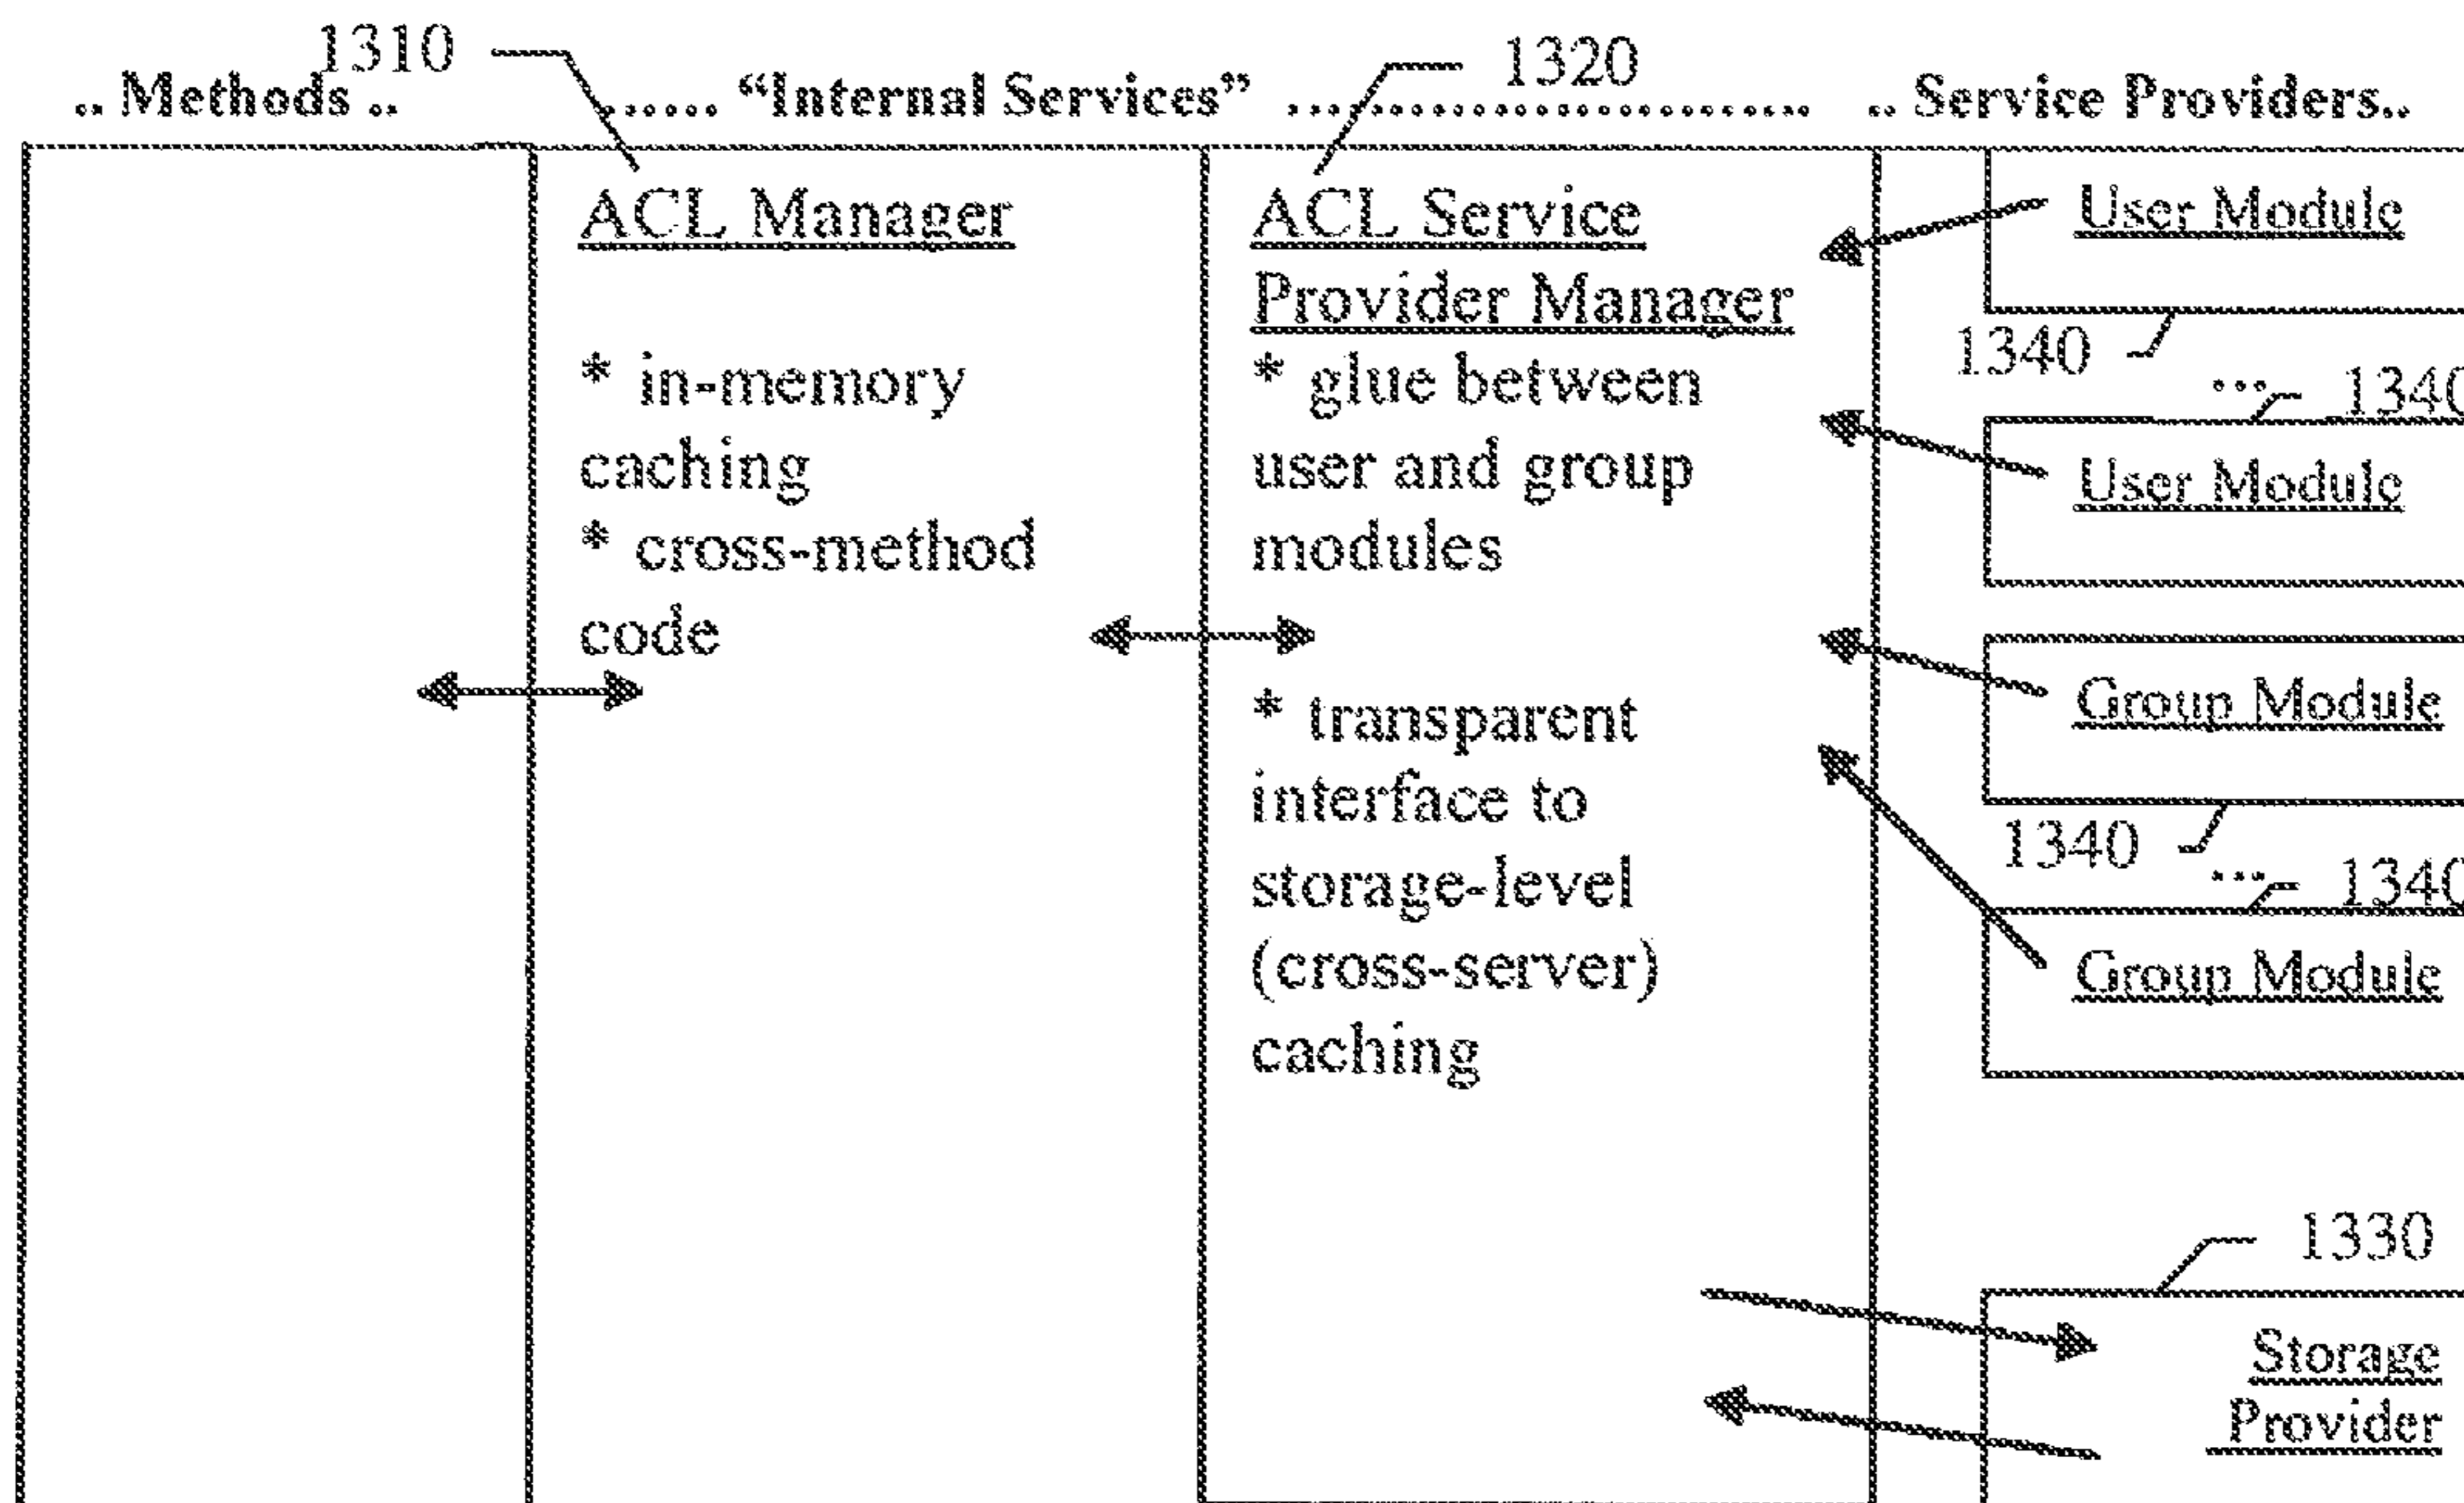 1310
1320
.. Methods ..
...... “Internal Services” ..........................
.. Service Providers..
ACL Manager
* in-memory
caching
* cross-method
code
ACL Service
Provider Manager
* glue between
user and group
modules
* transparent
interface to
storage-level
(cross-server)
caching
User Module
1340
... 1340
User Module
Group Module
1340
... 1340
Group Module
1330
Storage
Provider